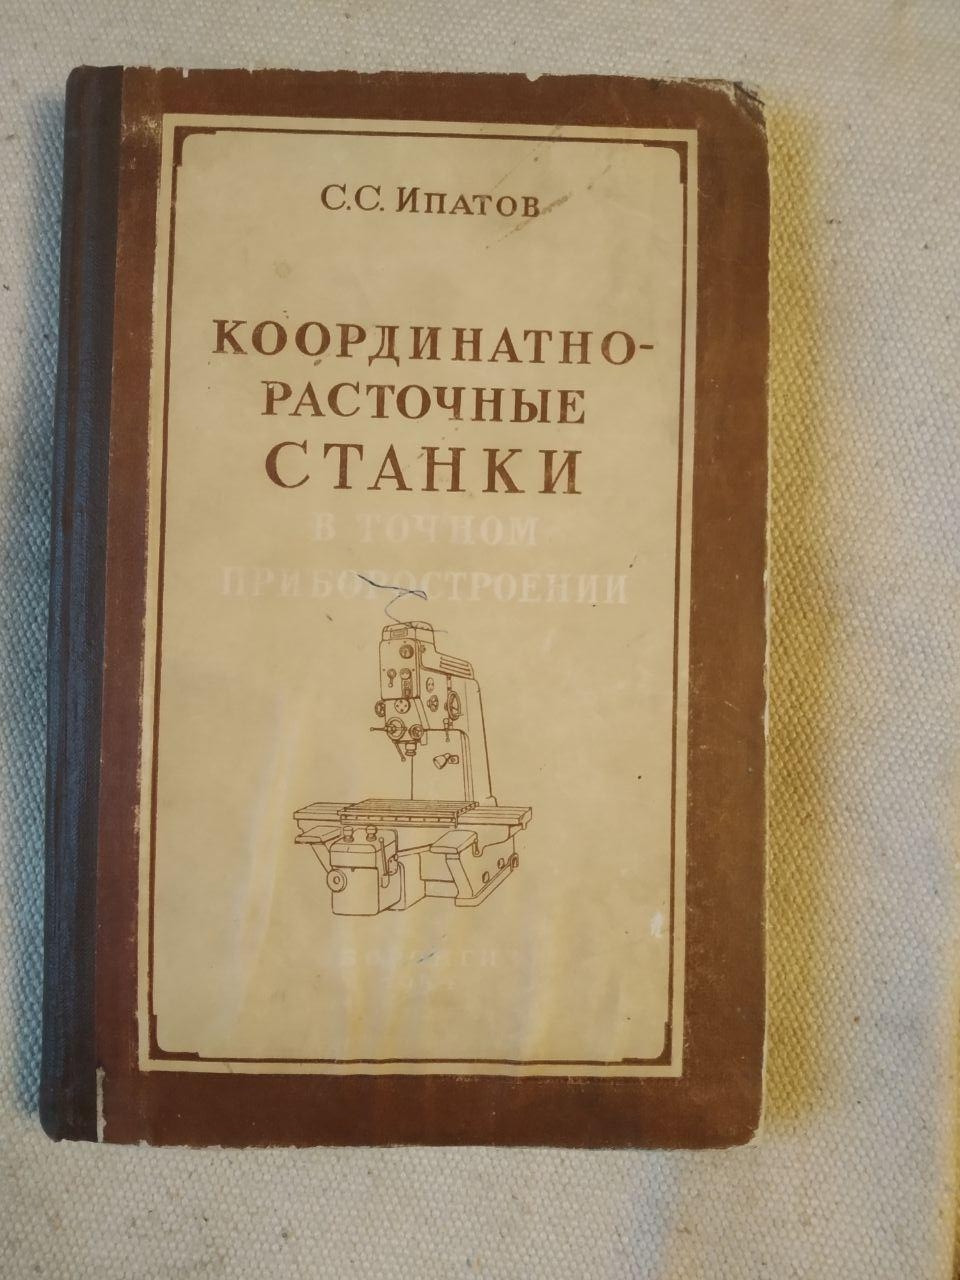 С.С. ИПАТОВ
КООРДИНАТНО-
РАСТОЧНЫЕ
СТАНКИ
В ТОЧНОМ
ПРИБОРОСТРОЕНИИ